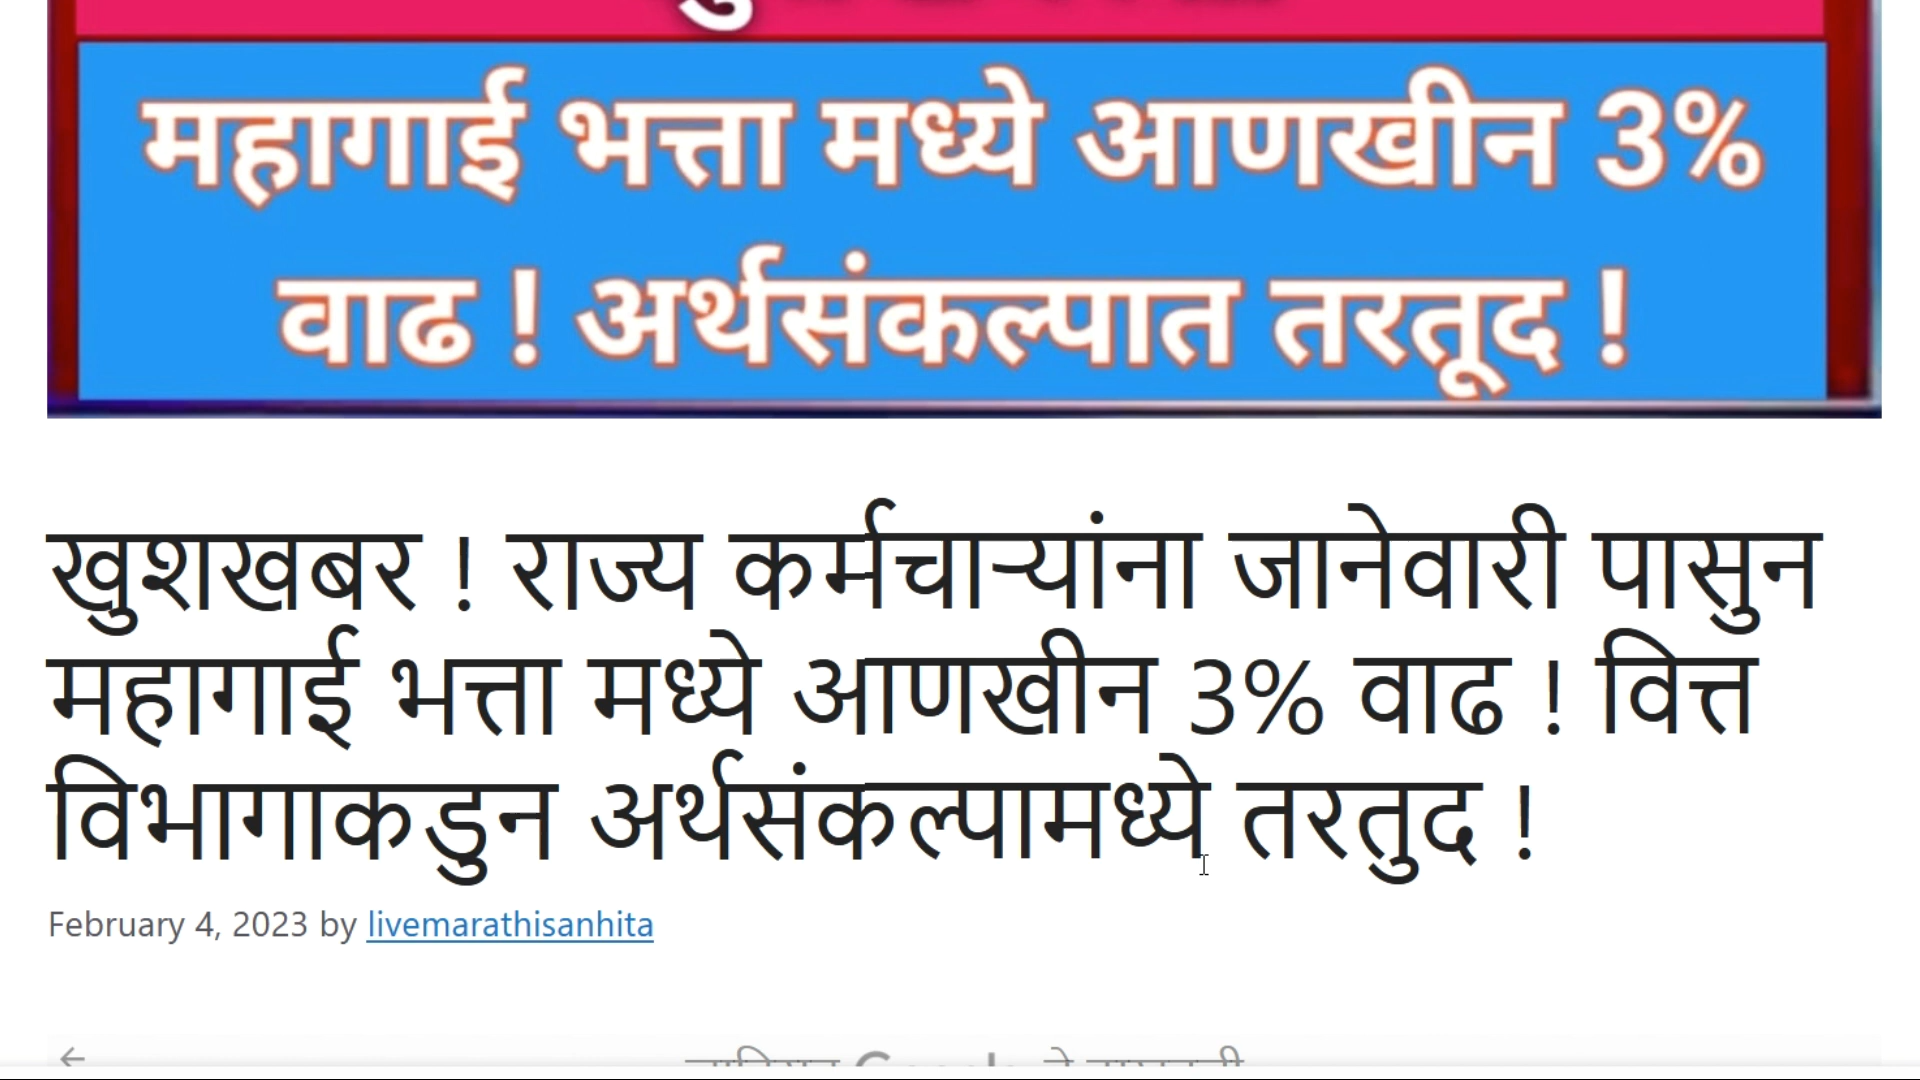 महागाई भत्ता मध्ये आणखीन 3%
वाढ ! अर्थसंकल्पात तरतूद !
खुशखबर ! राज्य कर्मचाऱ्यांना जानेवारी पासुन
महागाई भत्ता मध्ये आणखीन 3% वाढ ! वित्त
विभागाकडुन अर्थसंकल्पामध्ये तरतुद !
February 4, 2023 by livemarathisanhita